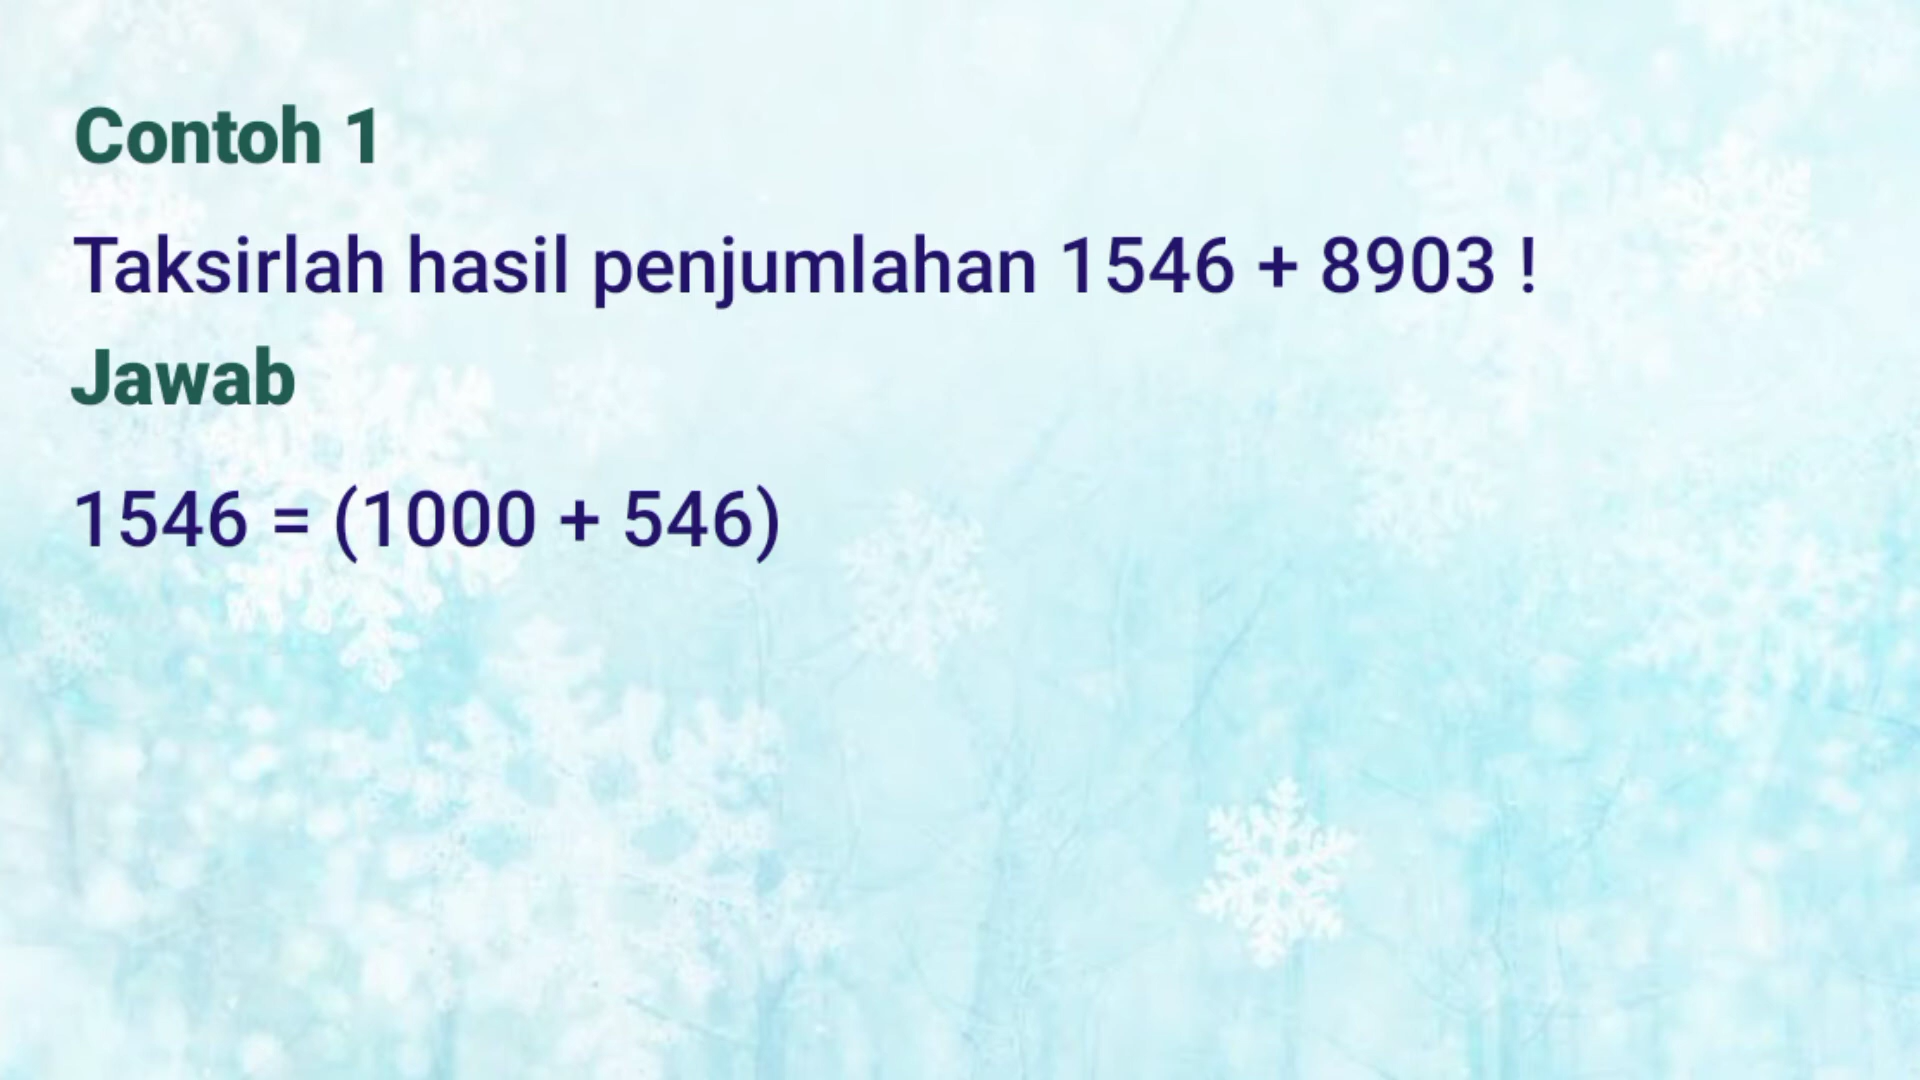 Contoh 1
Taksirlah hasil penjumlahan 1546 + 8903 !
Jawab
1546 = (1000 + 546)